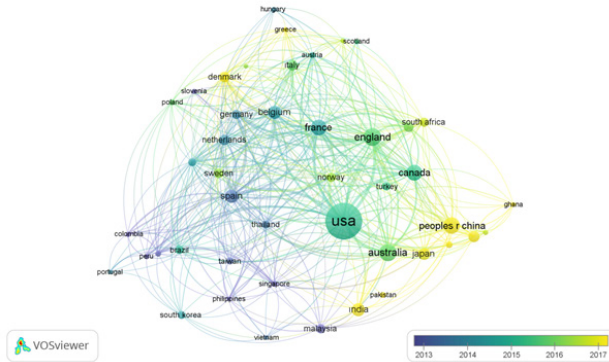 hungary
greece
scotland
austria
italy
denmark
slovenia
poland
germany
belgium
france
south africa
england
netherlands
sweden
norway
canada
turkey
spain
ghana
usa
thailand
peoples r china
colombia
brazil
australia
japan
peru
taiwan
portugal
singapore
pakistan
philippines
india
south korea
malaysia
vietnam
VOSviewer
2013 2014 2015 2016 2017